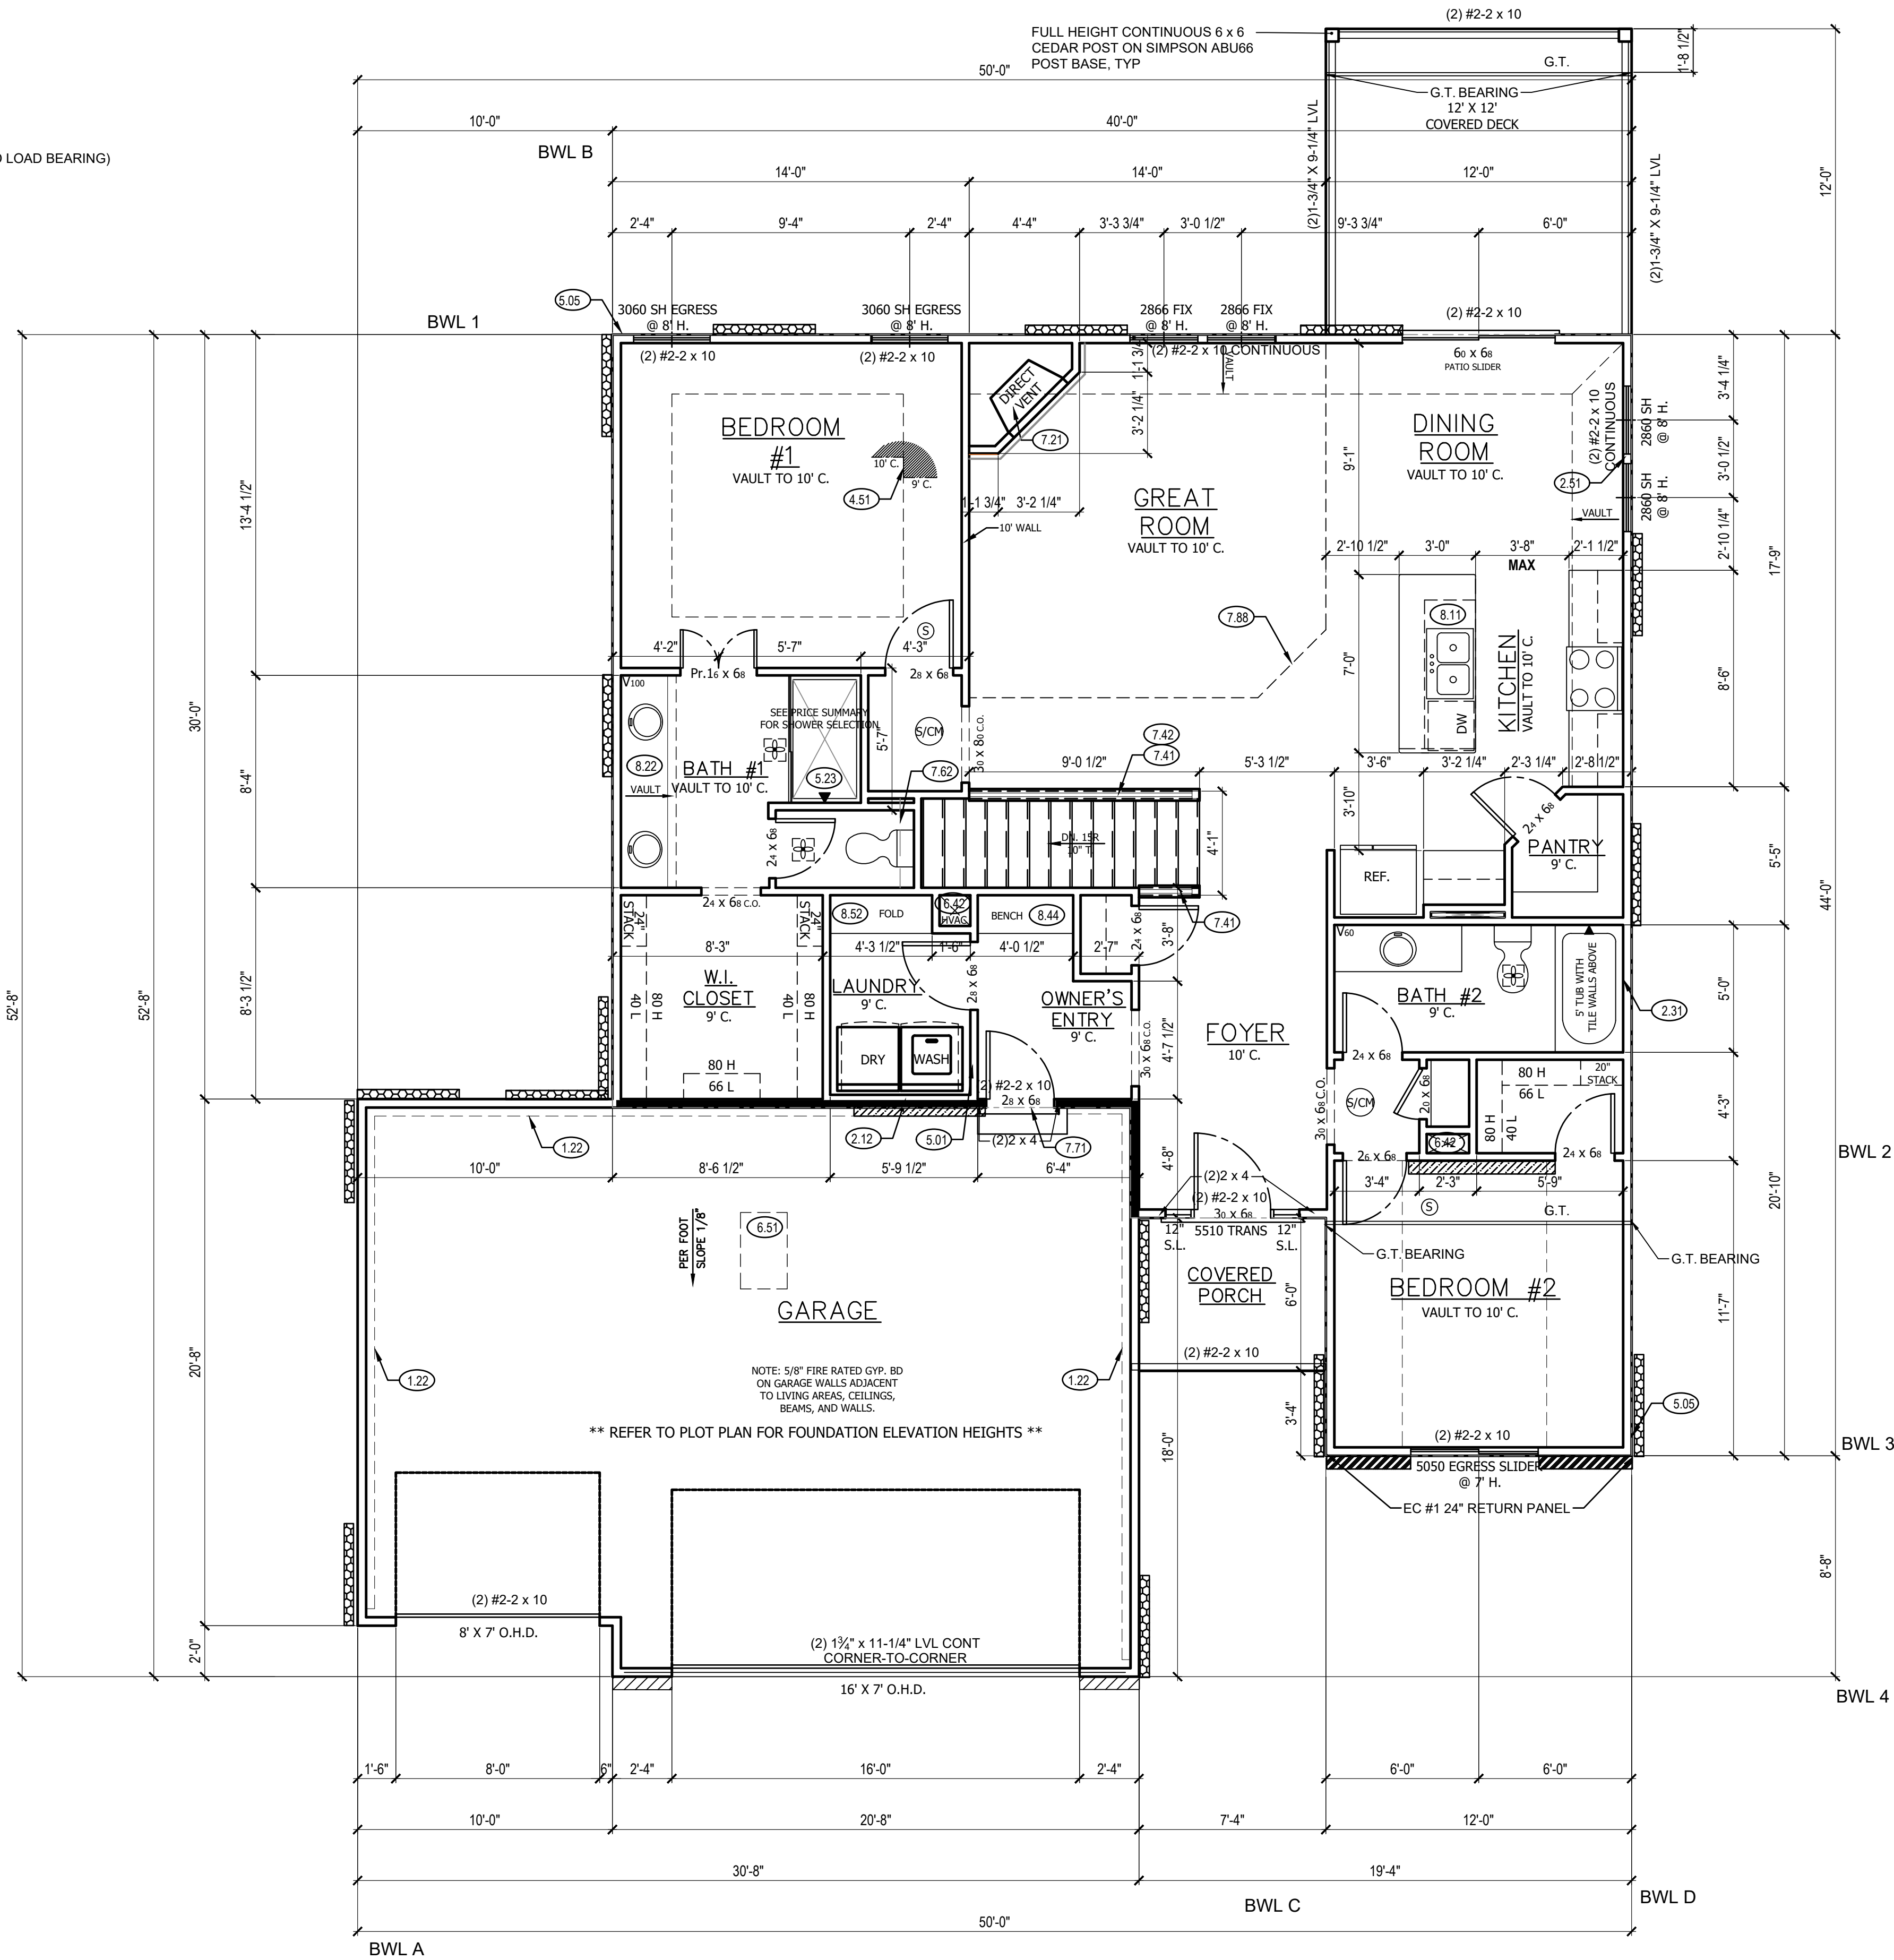 (2) #2-2 x 10
FULL HEIGHT CONTINUOUS 6 x 6
CEDAR POST ON SIMPSON ABU66
POST BASE, TYP
1'-8 1/2"
G.T.
50'-0"
G.T. BEARING
12' X 12'
COVERED DECK
10'-0"
40'-0"
BWL B
LOAD BEARING)
(2)1-3/4" X 9-1/4" LVL
(2)1-3/4" X 9-1/4" LVL
12'-0"
14'-0"
14'-0"
12'-0"
2'-4"
9'-4"
2'-4"
4'-4"
3'-3 3/4"
3'-0 1/2"
9'-3 3/4"
6'-0"
5.05
BWL 1
3060 SH EGRESS
@ 8' H.
(2) #2-2 x 10
3060 SH EGRESS
@ 8' H.
(2) #2-2 x 10
2866 FIX
@ 8' H.
2866 FIX
@ 8' H.
(2) #2-2 x 10 CONTINUOUS
(2) #2-2 x 10
60 x 68
PATIO SLIDER
VAULT
1'-1 3/4"
3'-2 1/4"
DIRECT
VENT
7.21
BEDROOM
#1
VAULT TO 10' C.
10' C.
9' C.
4.51
10' WALL
1'-1 3/4"
3'-2 1/4"
GREAT
ROOM
VAULT TO 10' C.
9'-1"
DINING
ROOM
VAULT TO 10' C.
(2) #2-2 x 10
CONTINUOUS
2860 SH
@ 8' H.
2860 SH
@ 8' H.
2.51
VAULT
3'-4 1/4"
3'-0 1/2"
2'-10 1/4"
17'-9"
13'-4 1/2"
2'-10 1/2"
3'-0"
3'-8"
MAX
2'-1 1/2"
8.11
7.88
7'-0"
KITCHEN
VAULT TO 10' C.
DW
8'-6"
S
4'-2"
5'-7"
4'-3"
Pr.16 x 68
28 x 68
V100
SEE PRICE SUMMARY
FOR SHOWER SELECTION
5'-7"
S/CM
30 x 80 C.O.
30'-0"
8'-4"
8.22
BATH #1
VAULT TO 10' C.
VAULT
5.23
7.62
7.42
7.41
9'-0 1/2"
5'-3 1/2"
3'-6"
3'-2 1/4"
2'-3 1/4"
2'-8 1/2"
3'-10"
24 x 68
24 x 68
DN. 15R
10" T
4'-1"
PANTRY
9' C.
REF.
5'-5"
44'-0"
24 x 68 C.O.
24"
STACK
24"
STACK
8.52
FOLD
6.42
HVAC
BENCH
8.44
24 x 68
3'-8"
7.41
8'-3"
4'-3 1/2"
1'-6"
4'-0 1/2"
2'-7"
W.I.
CLOSET
9' C.
80 H
40 L
80 H
40 L
80 H
66 L
LAUNDRY
9' C.
28 x 68
DRY
WASH
OWNER'S
ENTRY
9' C.
FOYER
10' C.
30 x 68 C.O.
4'-7 1/2"
8'-3 1/2"
52'-8"
52'-8"
V60
BATH #2
9' C.
5' TUB WITH
TILE WALLS ABOVE
2.31
5'-0"
24 x 68
80 H
66 L
20"
STACK
20 x 68
S/CM
30 x 68 C.O.
80 H
40 L
6.42
4'-3"
26 x 68
24 x 68
(2) #2-2 x 10
28 x 68
1.22
2.12
5.01
(2)2 x 4
7.71
10'-0"
8'-6 1/2"
5'-9 1/2"
6'-4"
4'-8"
(2)2 x 4
(2) #2-2 x 10
30 x 68
12"
S.L.
5510 TRANS
12"
S.L.
3'-4"
2'-3"
5'-9"
S
G.T.
G.T. BEARING
G.T. BEARING
BWL 2
20'-10"
11'-7"
PER FOOT
SLOPE 1/8"
6.51
GARAGE
COVERED
PORCH
6'-0"
BEDROOM #2
VAULT TO 10' C.
20'-8"
1.22
NOTE: 5/8" FIRE RATED GYP. BD
ON GARAGE WALLS ADJACENT
TO LIVING AREAS, CEILINGS,
BEAMS, AND WALLS.
1.22
(2) #2-2 x 10
3'-4"
** REFER TO PLOT PLAN FOR FOUNDATION ELEVATION HEIGHTS **
18'-0"
5.05
(2) #2-2 x 10
5050 EGRESS SLIDER
@ 7' H.
BWL 3
EC #1 24" RETURN PANEL
8'-8"
(2) #2-2 x 10
8' X 7' O.H.D.
(2) 1¾" x 11-1/4" LVL CONT
CORNER-TO-CORNER
16' X 7' O.H.D.
2'-0"
BWL 4
1'-6"
8'-0"
6"
2'-4"
16'-0"
2'-4"
6'-0"
6'-0"
10'-0"
20'-8"
7'-4"
12'-0"
30'-8"
19'-4"
BWL C
BWL D
50'-0"
BWL A